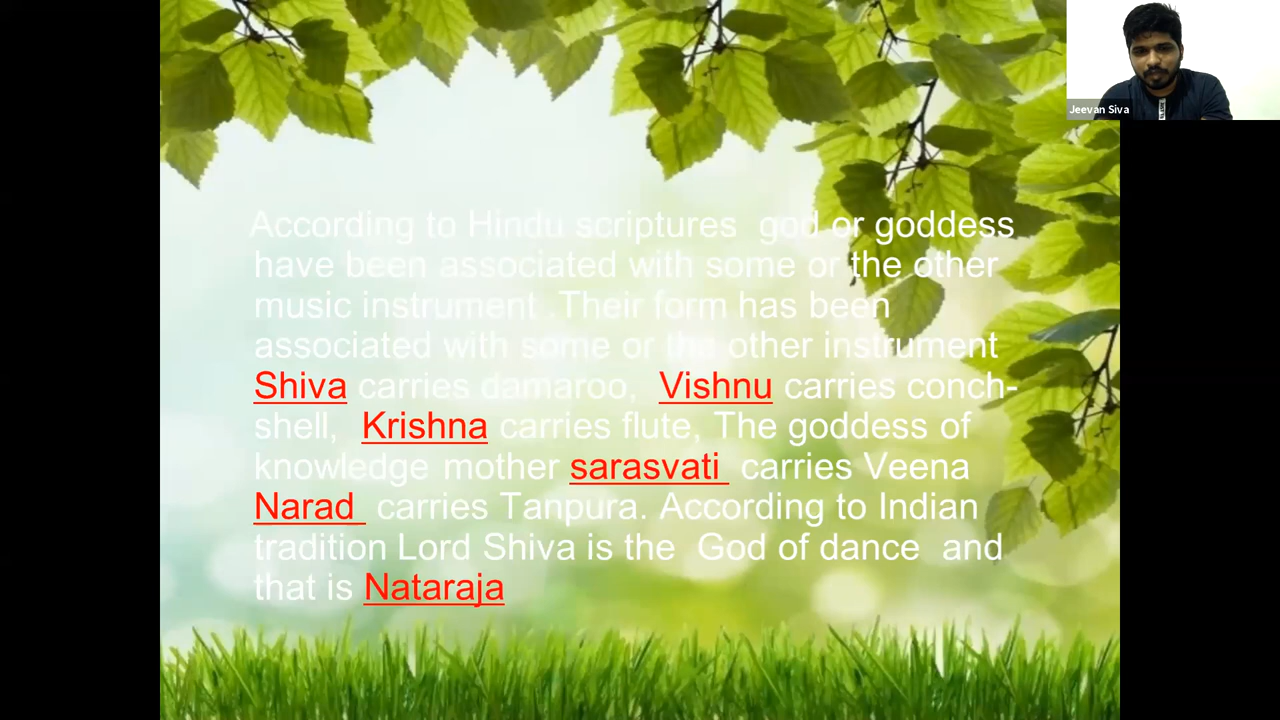 Jeevan Siva
According to Hindu scriptures god or goddess
have been associated with some or the other
music instrument .Their form has been
associated with some or the other instrument
Shiva carries damaroo, Vishnu carries conch-
shell, Krishna carries flute, The goddess of
knowledge mother sarasvati carries Veena
Narad carries Tanpura. According to Indian
tradition Lord Shiva is the God of dance and
that is Nataraja